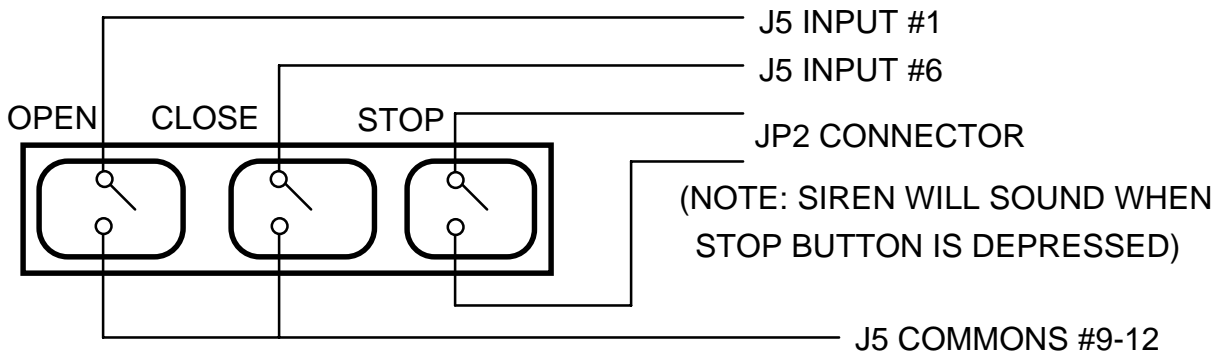 J5 INPUT #1
J5 INPUT #6
OPEN CLOSE STOP
JP2 CONNECTOR
(NOTE: SIREN WILL SOUND WHEN
STOP BUTTON IS DEPRESSED)
J5 COMMONS #9-12